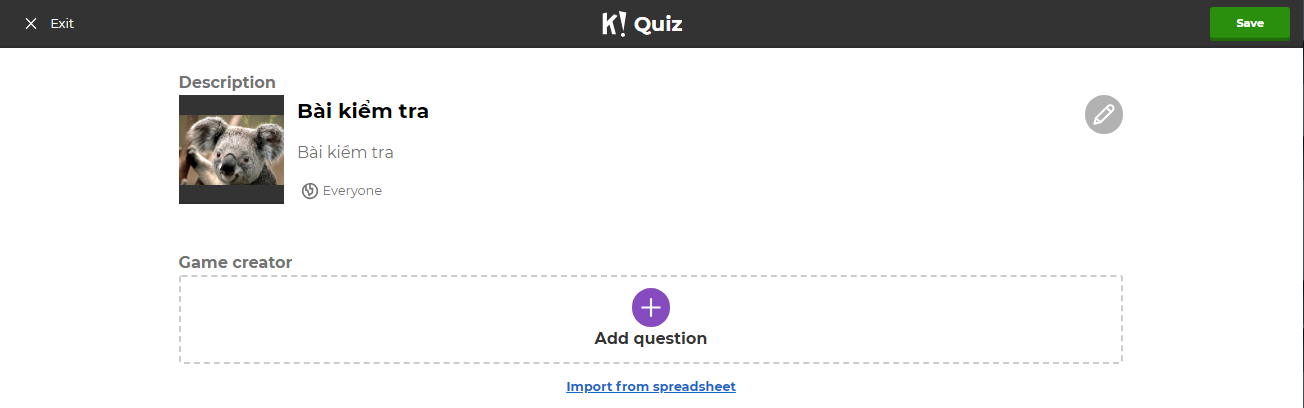 Exit
K! Quiz
Save
Description
Bài kiểm tra
Bài kiểm tra
Everyone
Game creator
Add question
Import from spreadsheet